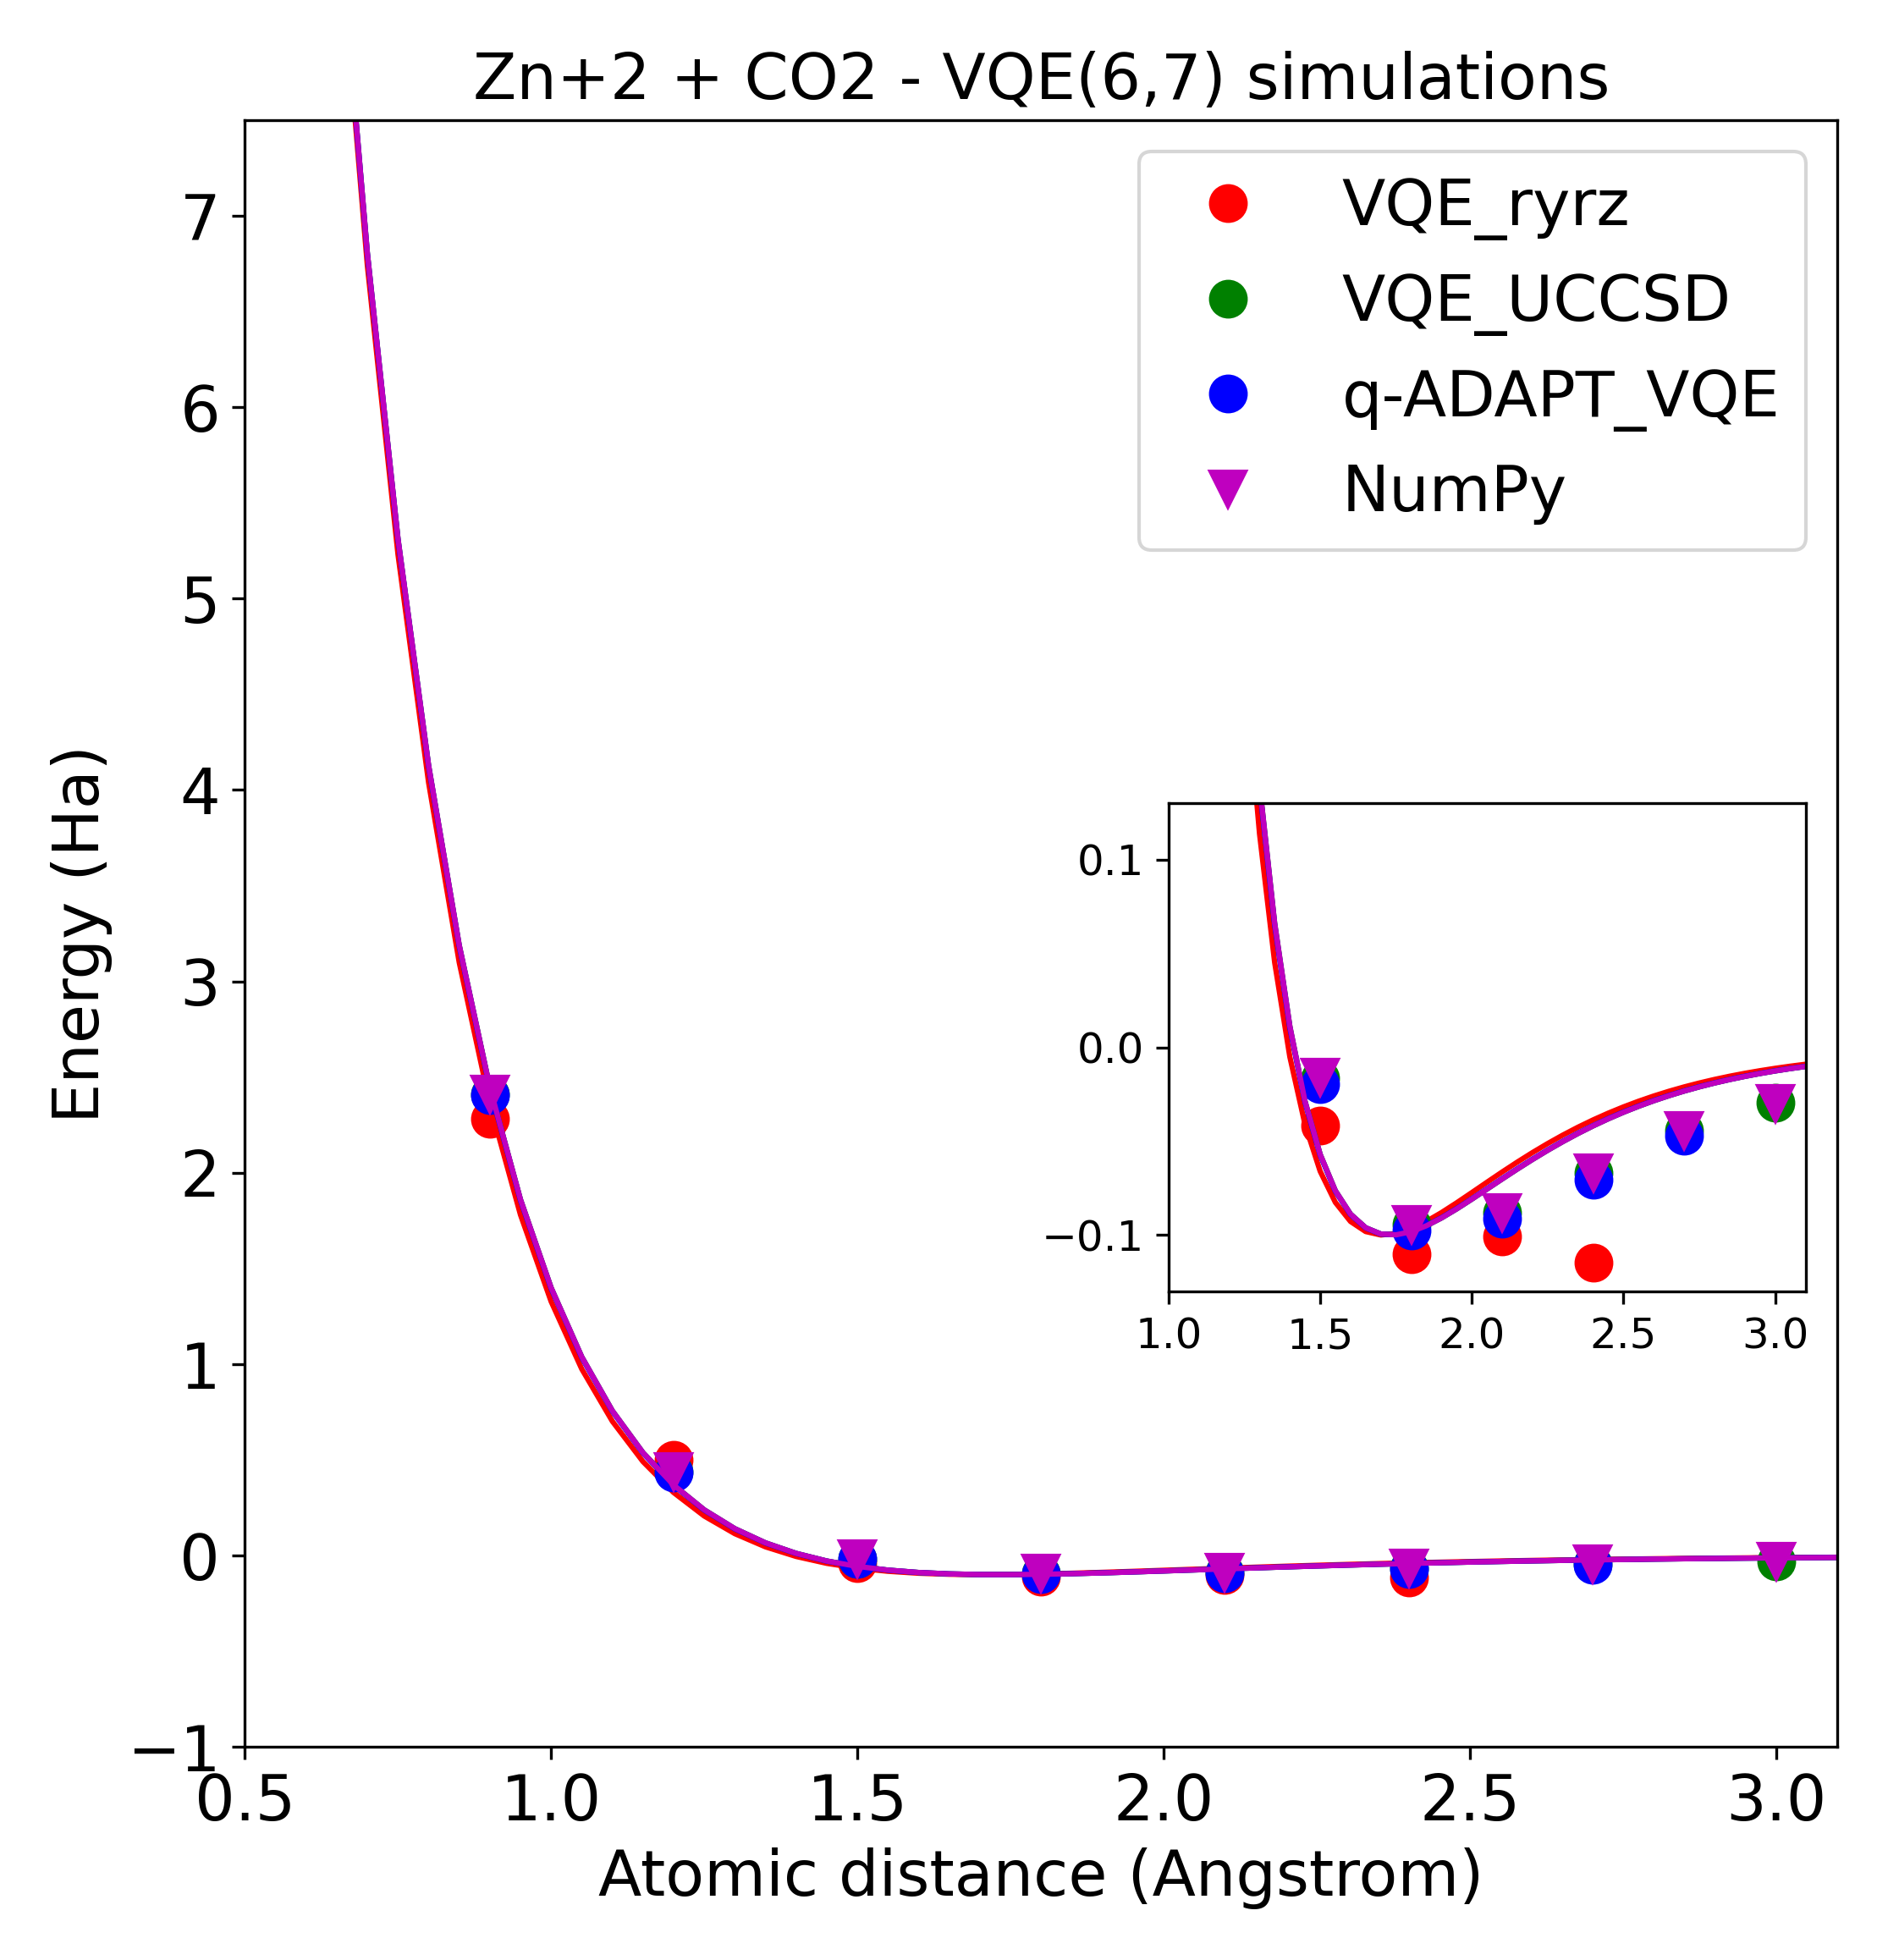 Zn+2 + CO2 - VQE(6,7) simulations
VQE_ryrz
VQE_UCCSD
q-ADAPT_VQE
NumPy
Energy (Ha)
7
6
5
4
3
2
1
0
−1
0.1
0.0
−0.1
1.0 1.5 2.0 2.5 3.0
0.5 1.0 1.5 2.0 2.5 3.0
Atomic distance (Angstrom)